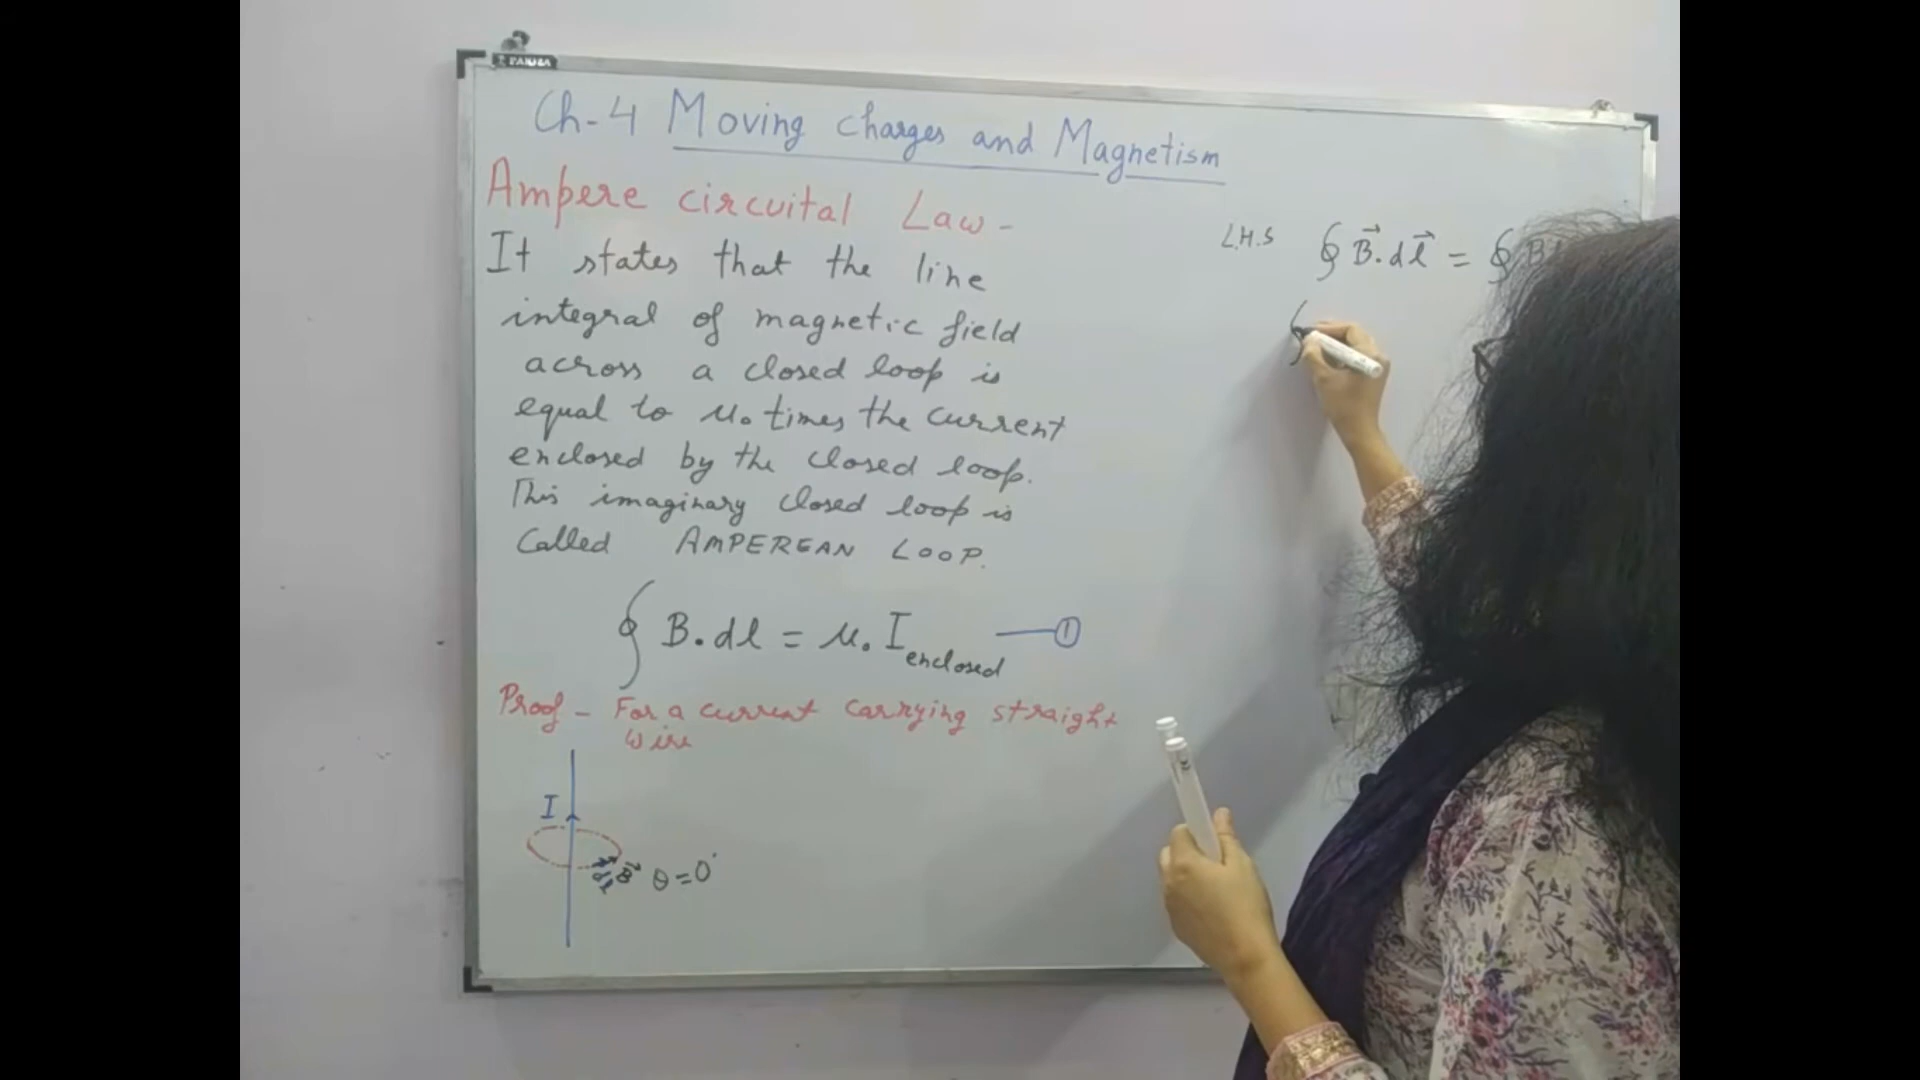 Ch-4 Moving Charges and Magnetism
Ampere circuital Law -
It states that the line
integral of magnetic field
across a closed loop is
equal to μ₀ times the current
enclosed by the closed loop.
This imaginary closed loop is
Called AMPEREAN LOOP.
∮ B.dl = μ₀ I enclosed —①
Proof - For a current carrying straight
wire
I
dl⃗ B⃗ θ = 0°
L.H.S ∮ B⃗.dl⃗ = ∮ B
∮